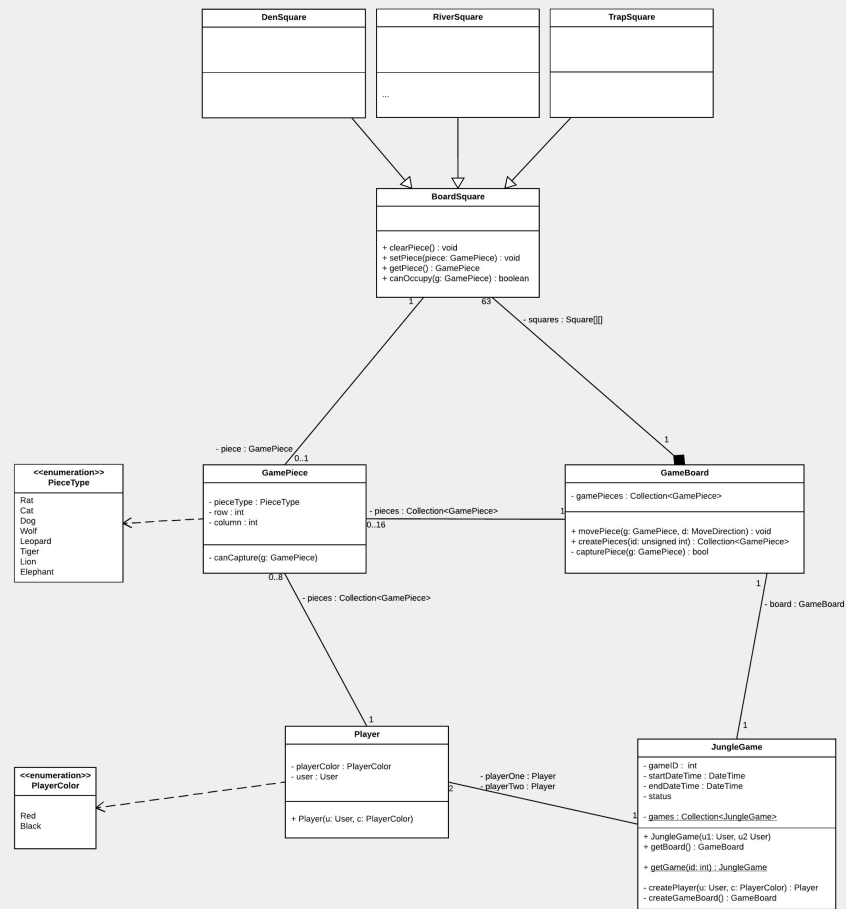 DenSquare
RiverSquare
...
TrapSquare
BoardSquare
+ clearPiece() : void
+ setPiece(piece: GamePiece) : void
+ getPiece() : GamePiece
+ canOccupy(g: GamePiece) : boolean
1
63
- squares : Square[][]
- piece : GamePiece
0..1
1
<<enumeration>>
PieceType
Rat
Cat
Dog
Wolf
Leopard
Tiger
Lion
Elephant
GamePiece
- pieceType : PieceType
- row : int
- column : int
- canCapture(g: GamePiece)
- pieces : Collection<GamePiece>
0..16
1
GameBoard
- gamePieces : Collection<GamePiece>
+ movePiece(g: GamePiece, d: MoveDirection) : void
+ createPieces(id: unsigned int) : Collection<GamePiece>
- capturePiece(g: GamePiece) : bool
0..8
- pieces : Collection<GamePiece>
1
1
- board : GameBoard
1
<<enumeration>>
PlayerColor
Red
Black
Player
- playerColor : PlayerColor
- user : User
+ Player(u: User, c: PlayerColor)
- playerOne : Player
- playerTwo : Player
2
1
JungleGame
- gameID : int
- startDateTime : DateTime
- endDateTime : DateTime
- status
- games : Collection<JungleGame>
+ JungleGame(u1: User, u2 User)
+ getBoard() : GameBoard
+ getGame(id: int) : JungleGame
- createPlayer(u: User, c: PlayerColor) : Player
- createGameBoard() : GameBoard